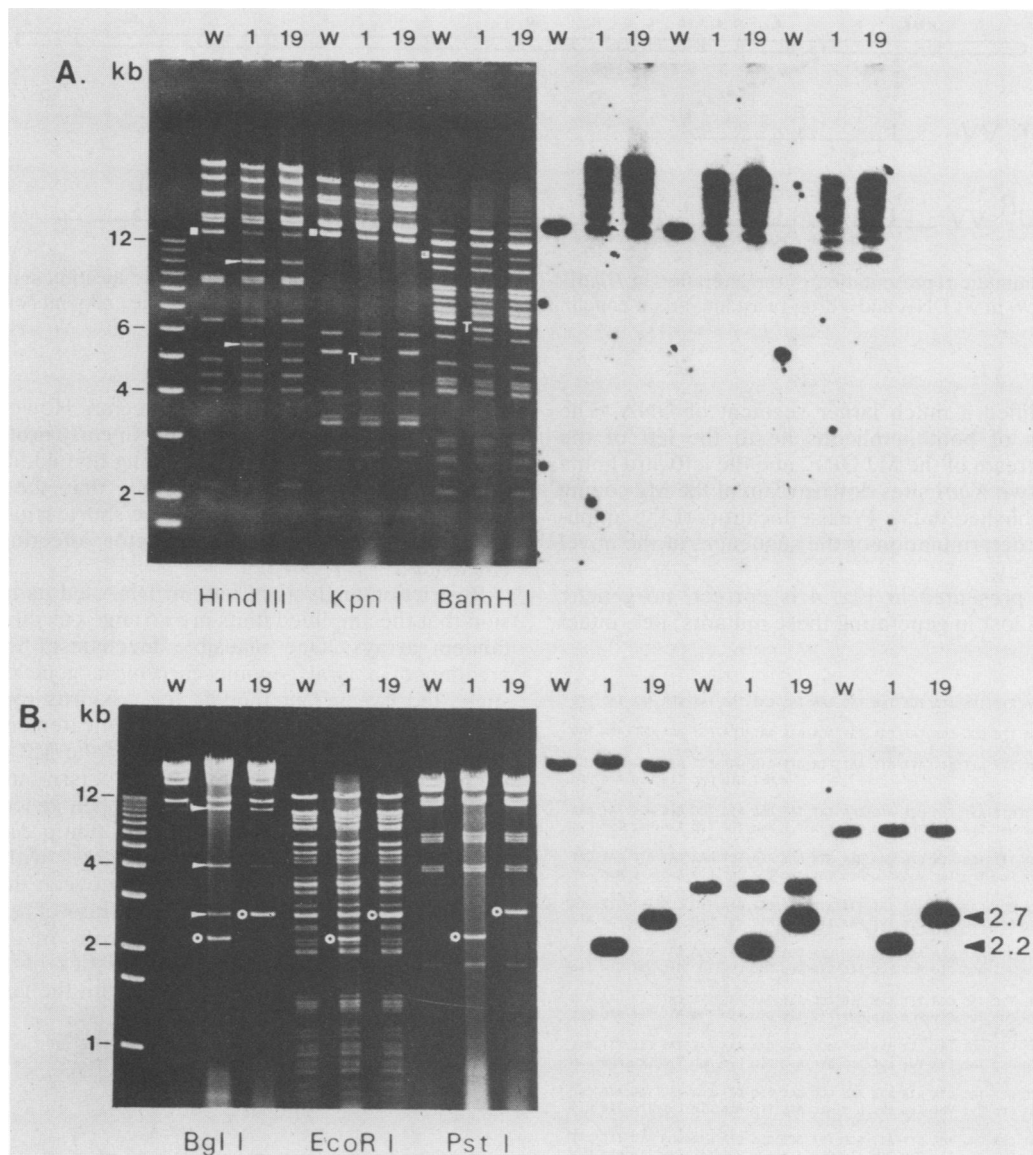 W 1 19 W 1 19 W 1 19 W 1 19 W 1 19 W 1 19
A. kb
12
6
T
T
4
2
Hind III Kpn I BamH I
W 1 19 W 1 19 W 1 19 W 1 19 W 1 19 W 1 19
B. kb
12
4
2.7
2
2.2
1
Bgl I EcoR I Pst I